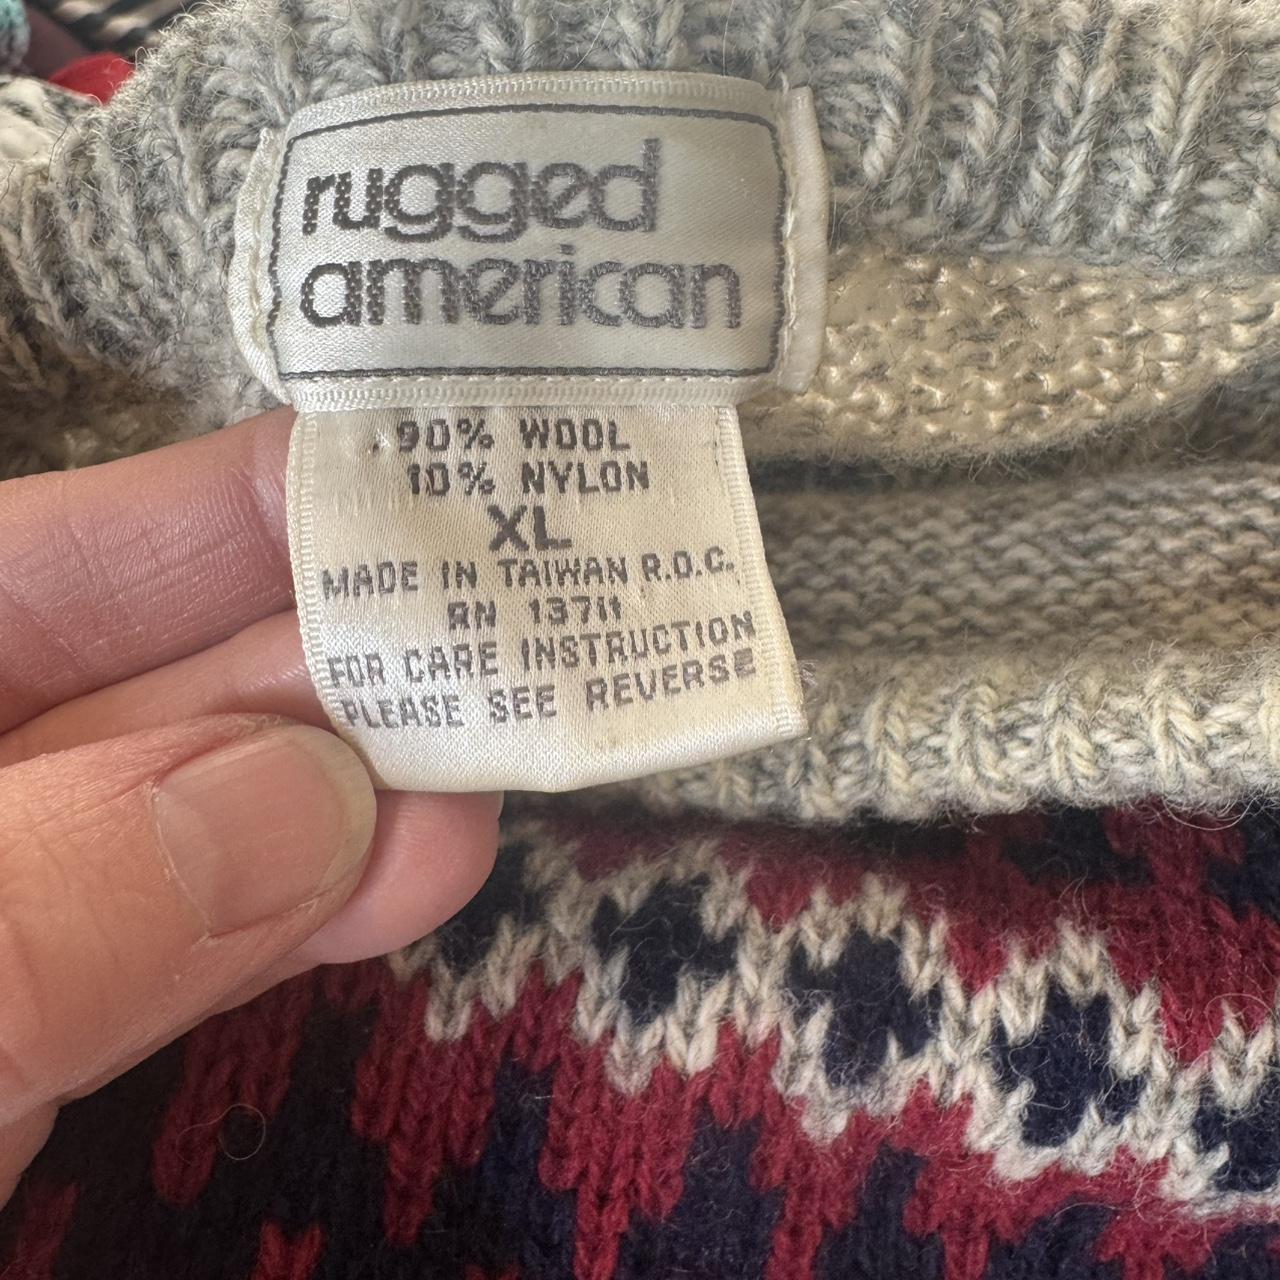 rugged
american
90% WOOL
10% NYLON
XL
MADE IN TAIWAN R.O.C.
RN 13711
FOR CARE INSTRUCTION
PLEASE SEE REVERSE